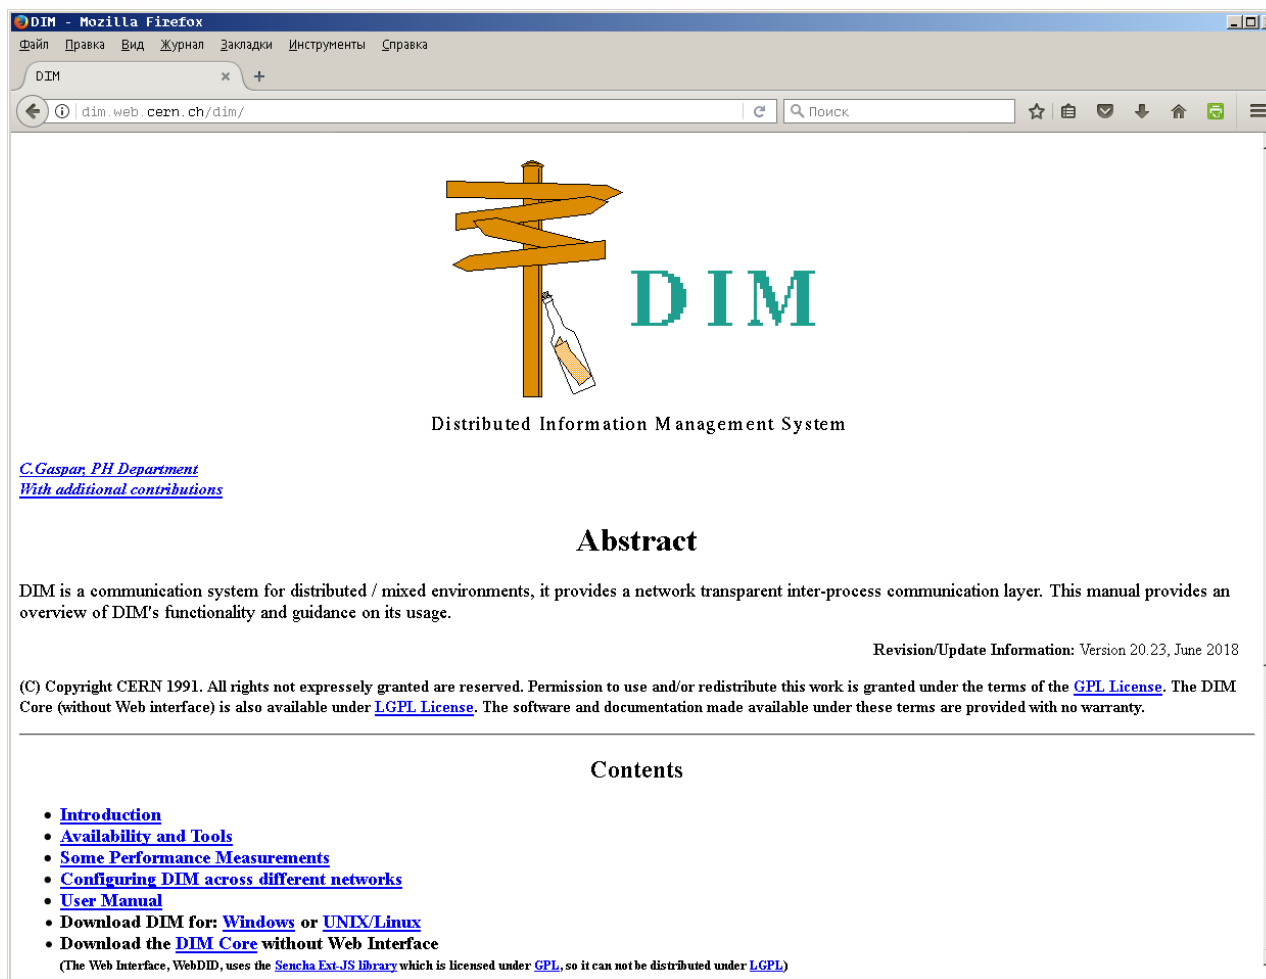 DIM - Mozilla Firefox
Файл Правка Вид Журнал Закладки Инструменты Справка
DIM
dim.web.cern.ch/dim/
Поиск
DIM
Distributed Information Management System
C.Gaspar, PH Department
With additional contributions
Abstract
DIM is a communication system for distributed / mixed environments, it provides a network transparent inter-process communication layer. This manual provides an
overview of DIM's functionality and guidance on its usage.
Revision/Update Information: Version 20.23, June 2018
(C) Copyright CERN 1991. All rights not expressely granted are reserved. Permission to use and/or redistribute this work is granted under the terms of the GPL License. The DIM
Core (without Web interface) is also available under LGPL License. The software and documentation made available under these terms are provided with no warranty.
Contents
• Introduction
• Availability and Tools
• Some Performance Measurements
• Configuring DIM across different networks
• User Manual
• Download DIM for: Windows or UNIX/Linux
• Download the DIM Core without Web Interface
(The Web Interface, WebDID, uses the Sencha Ext-JS library which is licensed under GPL, so it can not be distributed under LGPL)